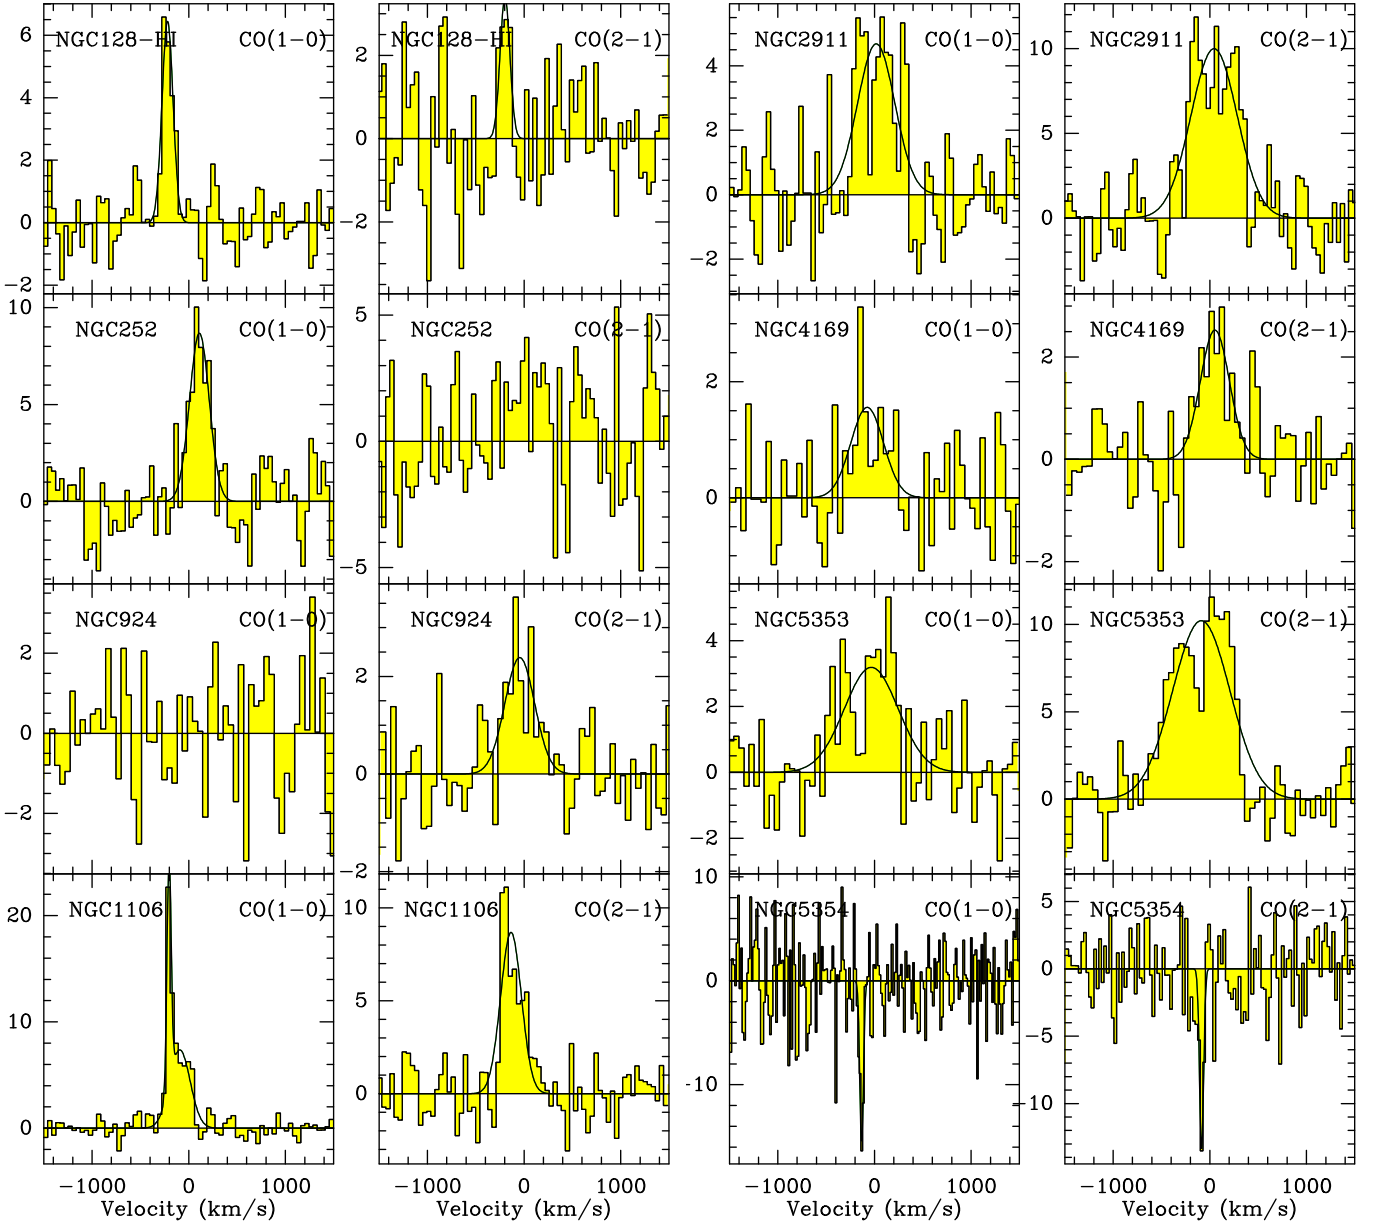 NGC128-HI CO(1-0)
6
4
2
0
-2
NGC128-HI CO(2-1)
2
0
-2
NGC2911 CO(1-0)
4
2
0
-2
NGC2911 CO(2-1)
10
5
0
NGC252 CO(1-0)
10
5
0
NGC252 CO(2-1)
5
0
-5
NGC4169 CO(1-0)
2
0
NGC4169 CO(2-1)
2
0
-2
NGC924 CO(1-0)
2
0
-2
NGC924 CO(2-1)
2
0
-2
NGC5353 CO(1-0)
4
2
0
-2
NGC5353 CO(2-1)
10
5
0
NGC1106 CO(1-0)
20
10
0
NGC1106 CO(2-1)
10
5
0
NGC5354 CO(1-0)
10
0
-10
NGC5354 CO(2-1)
5
0
-5
-10
-1000 0 1000
Velocity (km/s)
-1000 0 1000
Velocity (km/s)
-1000 0 1000
Velocity (km/s)
-1000 0 1000
Velocity (km/s)